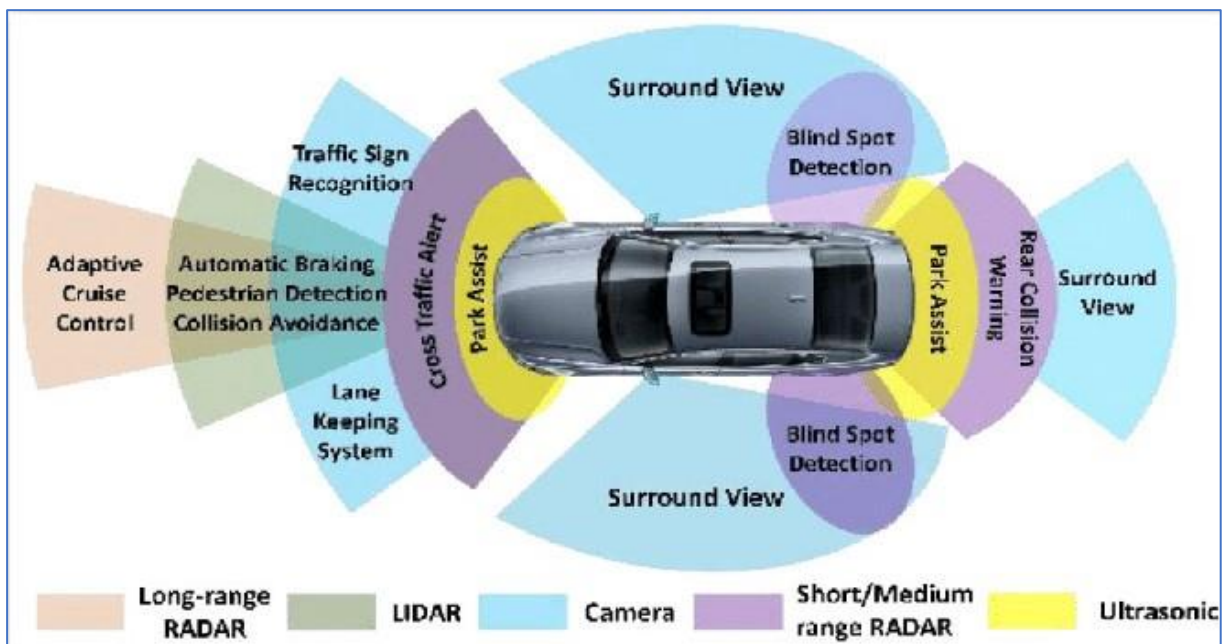 Surround View
Blind Spot
Detection
Traffic Sign
Recognition
Adaptive
Cruise
Control
Automatic Braking
Pedestrian Detection
Collision Avoidance
Cross Traffic Alert
Park Assist
Park Assist
Rear Collision
Warning
Surround
View
Lane
Keeping
System
Blind Spot
Detection
Surround View
Long-range
RADAR
LIDAR
Camera
Short/Medium
range RADAR
Ultrasonic